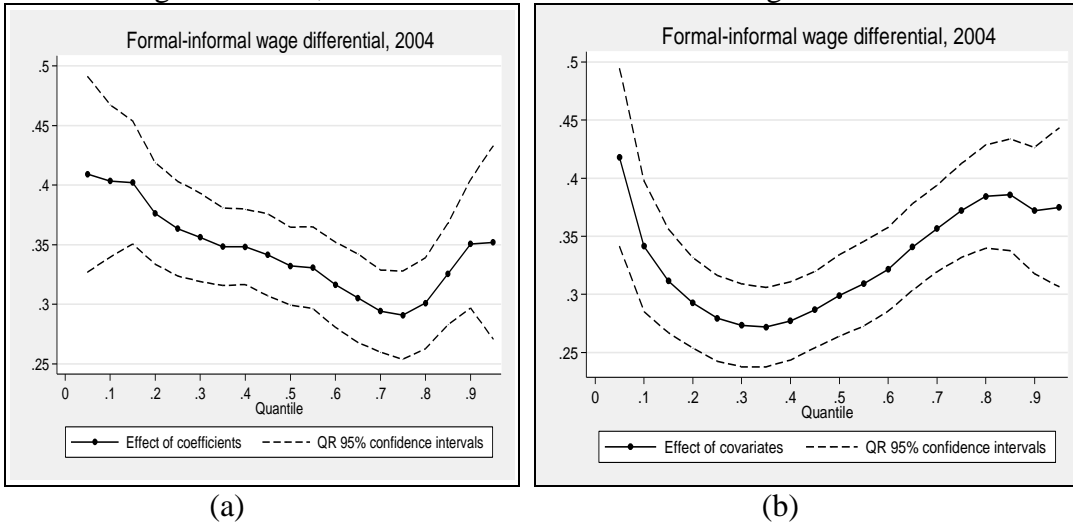 Formal-informal wage differential, 2004
.5
.45
.4
.35
.3
.25
0 .1 .2 .3 .4 .5 .6 .7 .8 .9
Quantile
Effect of coefficients QR 95% confidence intervals
(a)
Formal-informal wage differential, 2004
.5
.45
.4
.35
.3
.25
0 .1 .2 .3 .4 .5 .6 .7 .8 .9
Quantile
Effect of covariates QR 95% confidence intervals
(b)